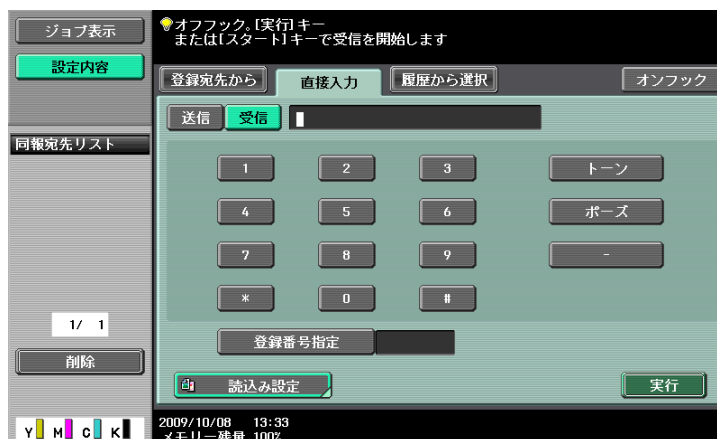 ジョブ表示
設定内容
オフフック。[実行]キー
または[スタート]キーで受信を開始します
登録宛先から
直接入力
履歴から選択
オンフック
送信
受信
同報宛先リスト
1 2 3 トーン
4 5 6 ポーズ
7 8 9 -
* 0 #
1/ 1
登録番号指定
削除
読込み設定
実行
Y M C K
2009/10/08 13:33
メモリー残量 100%